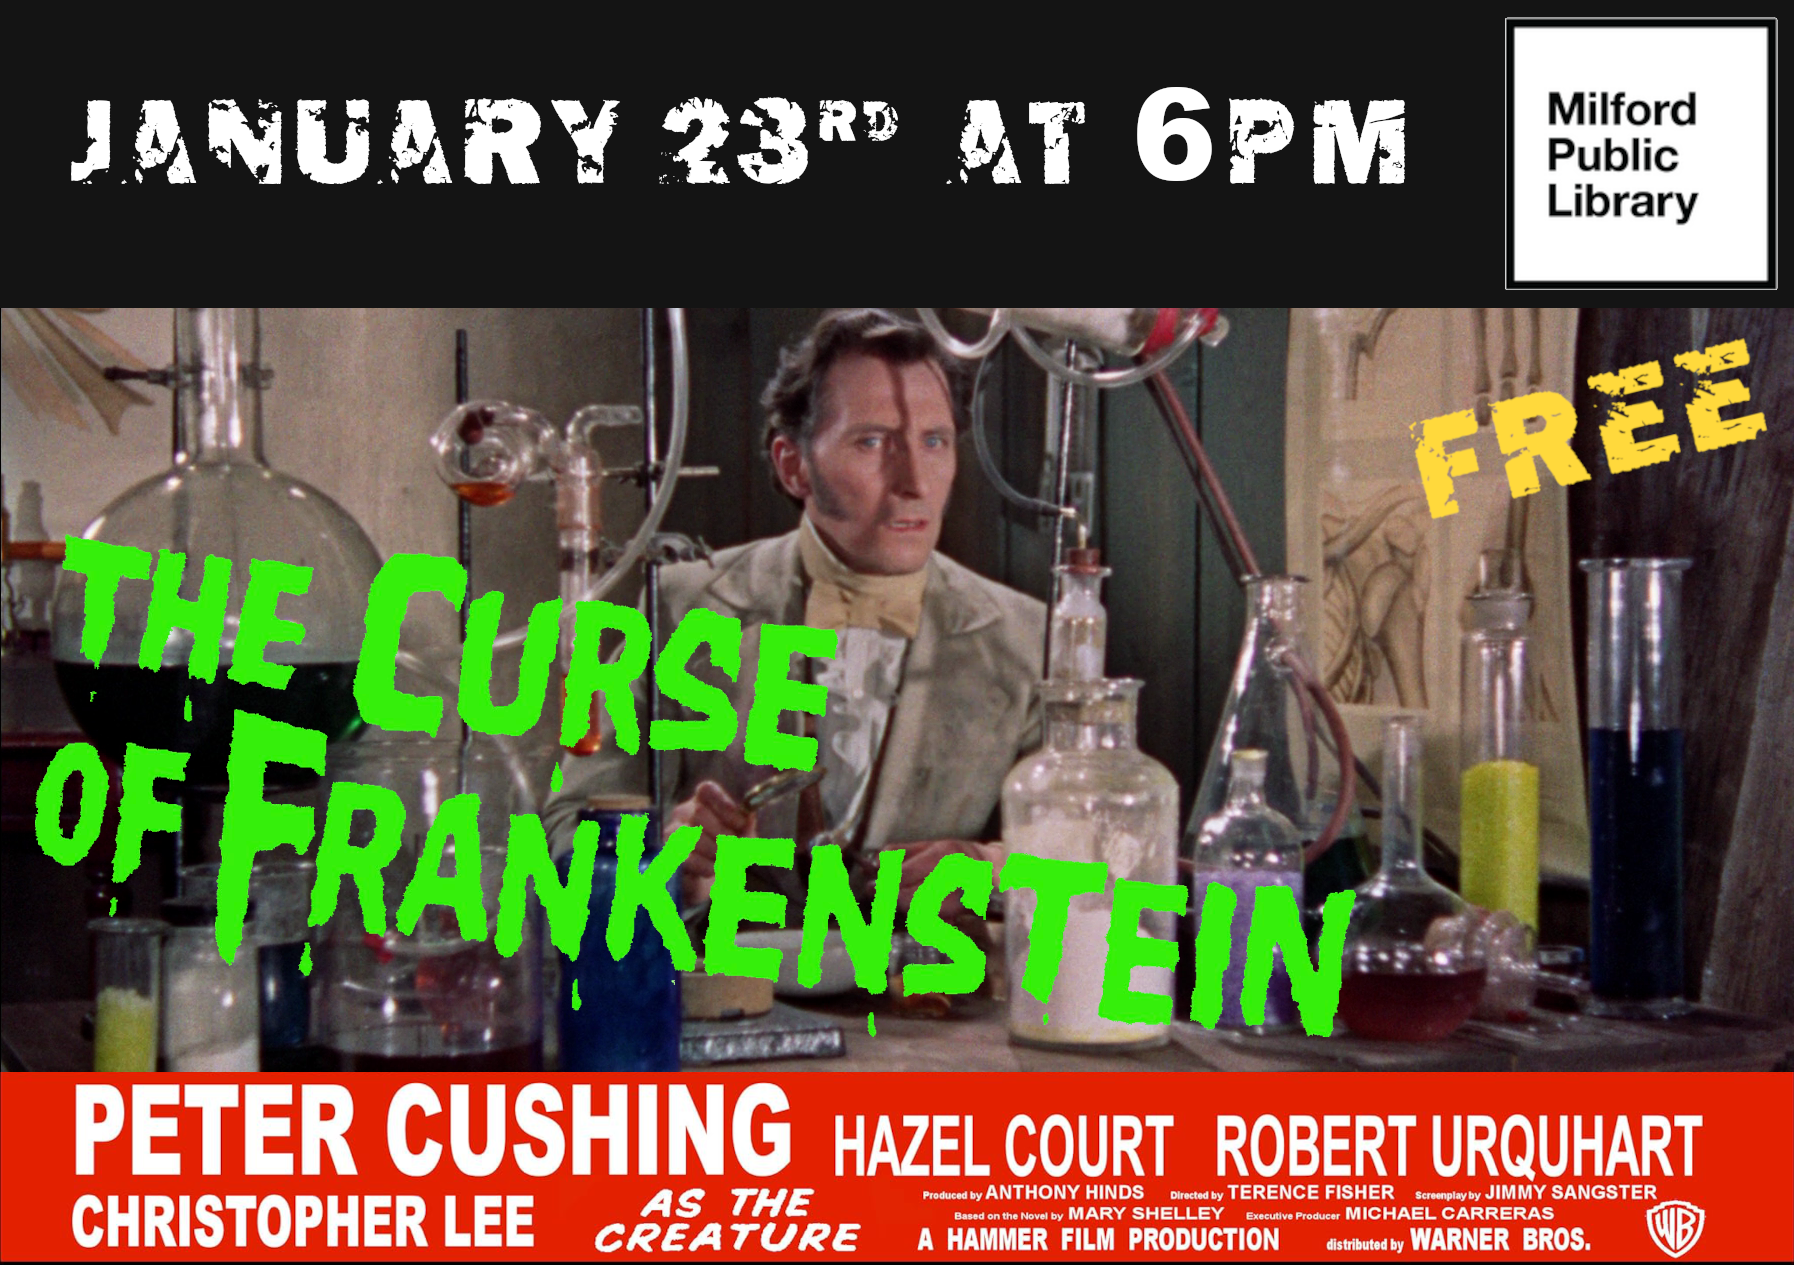 JANUARY 23RD AT 6PM
Milford
Public
Library
FREE
THE CURSE
OF FRANKENSTEIN
PETER CUSHING HAZEL COURT ROBERT URQUHART
CHRISTOPHER LEE AS THE CREATURE
Produced by ANTHONY HINDS Directed by TERENCE FISHER Screenplay by JIMMY SANGSTER
Based on the Novel by MARY SHELLEY Executive Producer MICHAEL CARRERAS
A HAMMER FILM PRODUCTION distributed by WARNER BROS.
WB